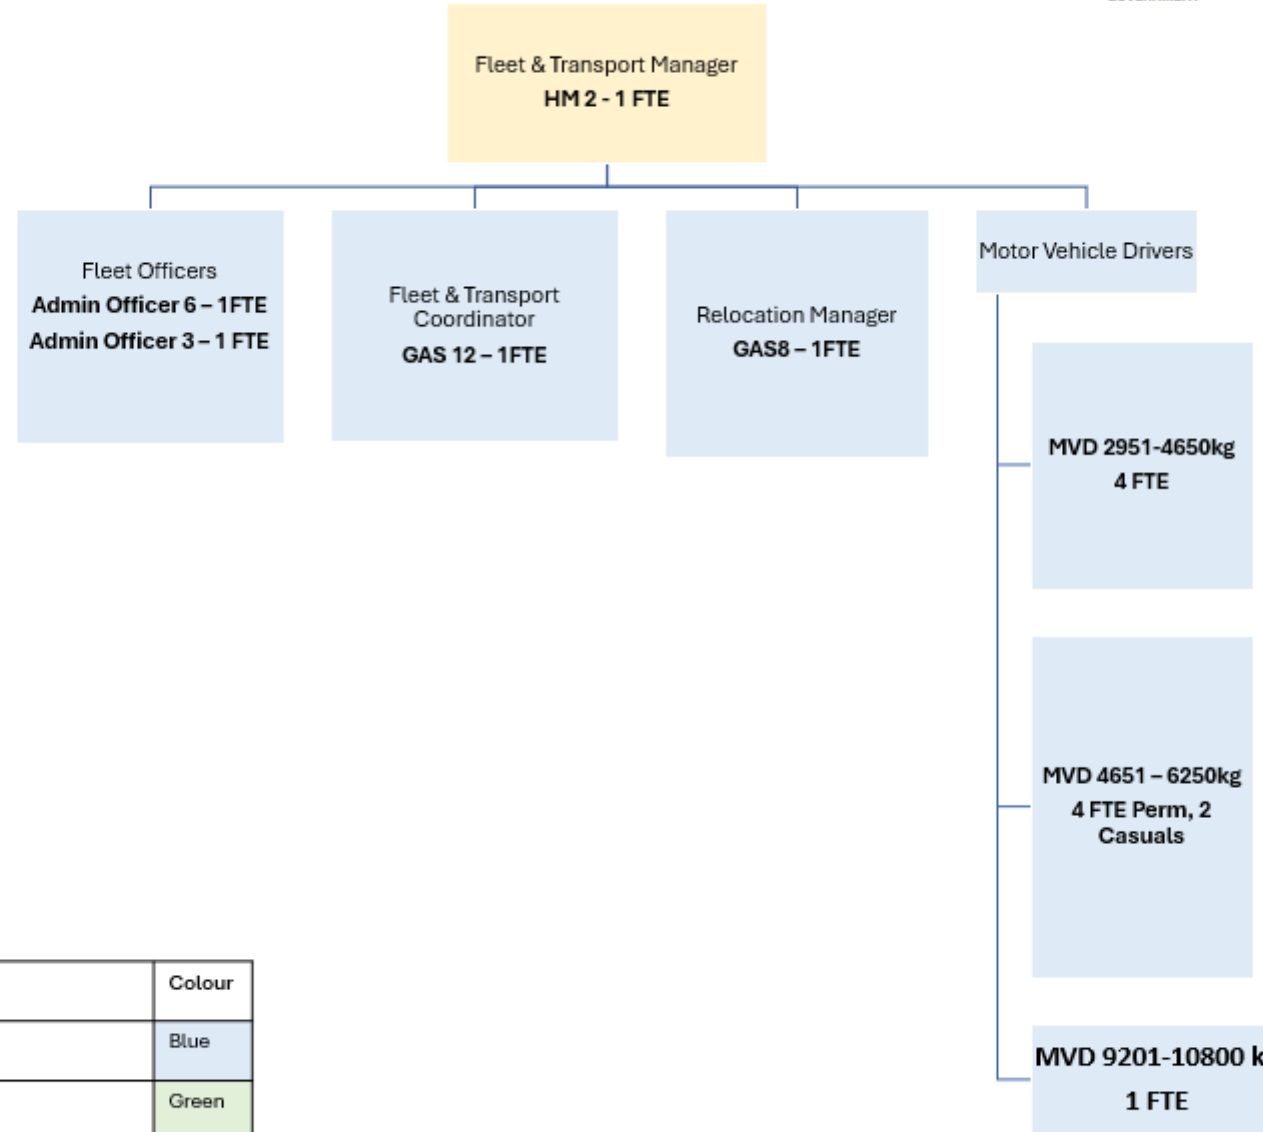 Fleet & Transport Manager
HM 2 - 1 FTE
Fleet Officers
Admin Officer 6 – 1FTE
Admin Officer 3 – 1 FTE
Fleet & Transport
Coordinator
GAS 12 – 1FTE
Relocation Manager
GAS8 – 1FTE
Motor Vehicle Drivers
MVD 2951-4650kg
4 FTE
MVD 4651 – 6250kg
4 FTE Perm, 2
Casuals
MVD 9201-10800 k
1 FTE
Colour
Blue
Green